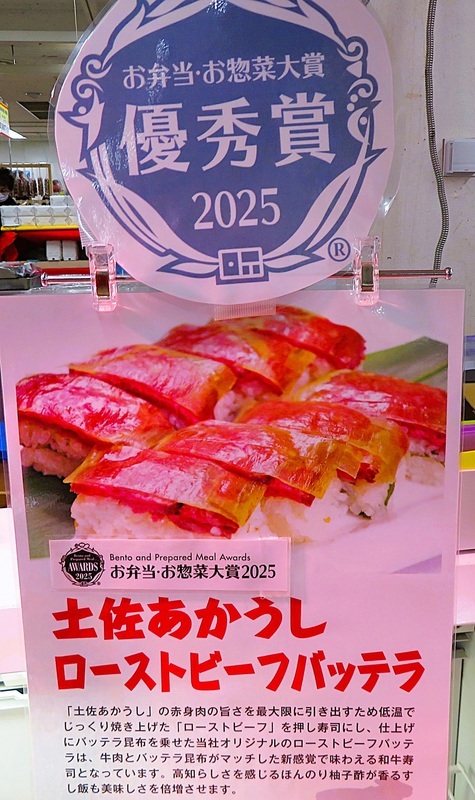 お弁当・お惣菜大賞
優秀賞
2025
®
Bento and
Prepared Meal
AWARDS
2025
Bento and Prepared Meal Awards
お弁当・お惣菜大賞2025
土佐あかうし
ローストビーフバッテラ
「土佐あかうし」の赤身肉の旨さを最大限に引き出すため低温で
じっくり焼き上げた「ローストビーフ」を押し寿司にし、仕上げ
にバッテラ昆布を乗せた当社オリジナルのローストビーフバッテ
ラは、牛肉とバッテラ昆布がマッチした新感覚で味わえる和牛寿
司となっています。高知らしさを感じるほんのり柚子酢が香るす
し飯も美味しさを倍増させます。